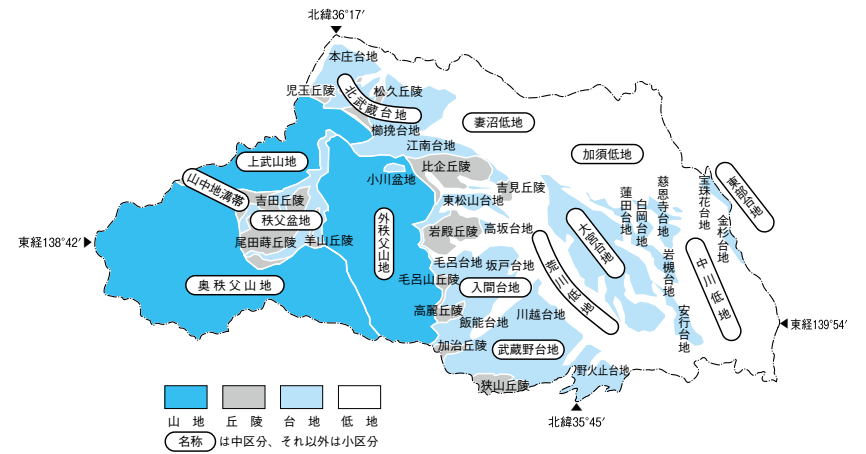 北緯36°17′
本庄台地
児玉丘陵
北武蔵台地
松久丘陵
櫛挽台地
妻沼低地
江南台地
加須低地
上武山地
山中地溝帯
小川盆地
比企丘陵
吉見丘陵
東松山台地
吉田丘陵
秩父盆地
尾田蒔丘陵
羊山丘陵
外秩父山地
岩殿丘陵
高坂台地
蓮田台地
白岡台地
慈恩寺台地
宝珠花台地
金杉台地
東部台地
東経138°42′
大宮台地
荒川低地
岩槻台地
中川低地
奥秩父山地
毛呂台地
坂戸台地
毛呂山丘陵
入間台地
高麗丘陵
飯能台地
川越台地
安行台地
東経139°54′
加治丘陵
武蔵野台地
狭山丘陵
野火止台地
北緯35°45′
山地
丘陵
台地
低地
名称は中区分、それ以外は小区分